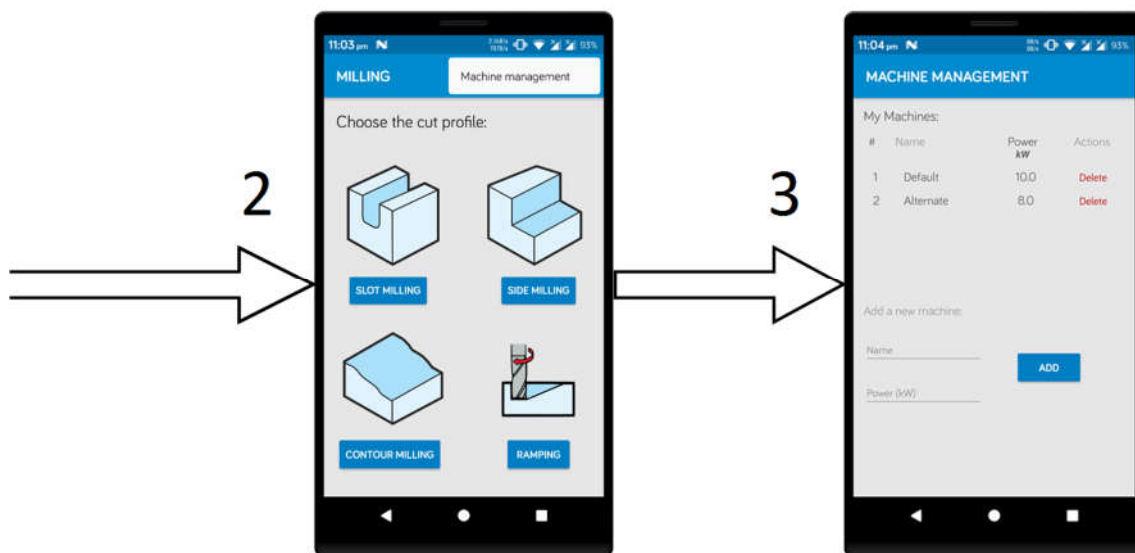 2
11:03 pm N 93%
MILLING
Machine management
Choose the cut profile:
SLOT MILLING
SIDE MILLING
CONTOUR MILLING
RAMPING
3
11:04 pm N 93%
MACHINE MANAGEMENT
My Machines:
# Name Power Actions
kW
1 Default 10.0 Delete
2 Alternate 8.0 Delete
Add a new machine:
Name
ADD
Power (kW)